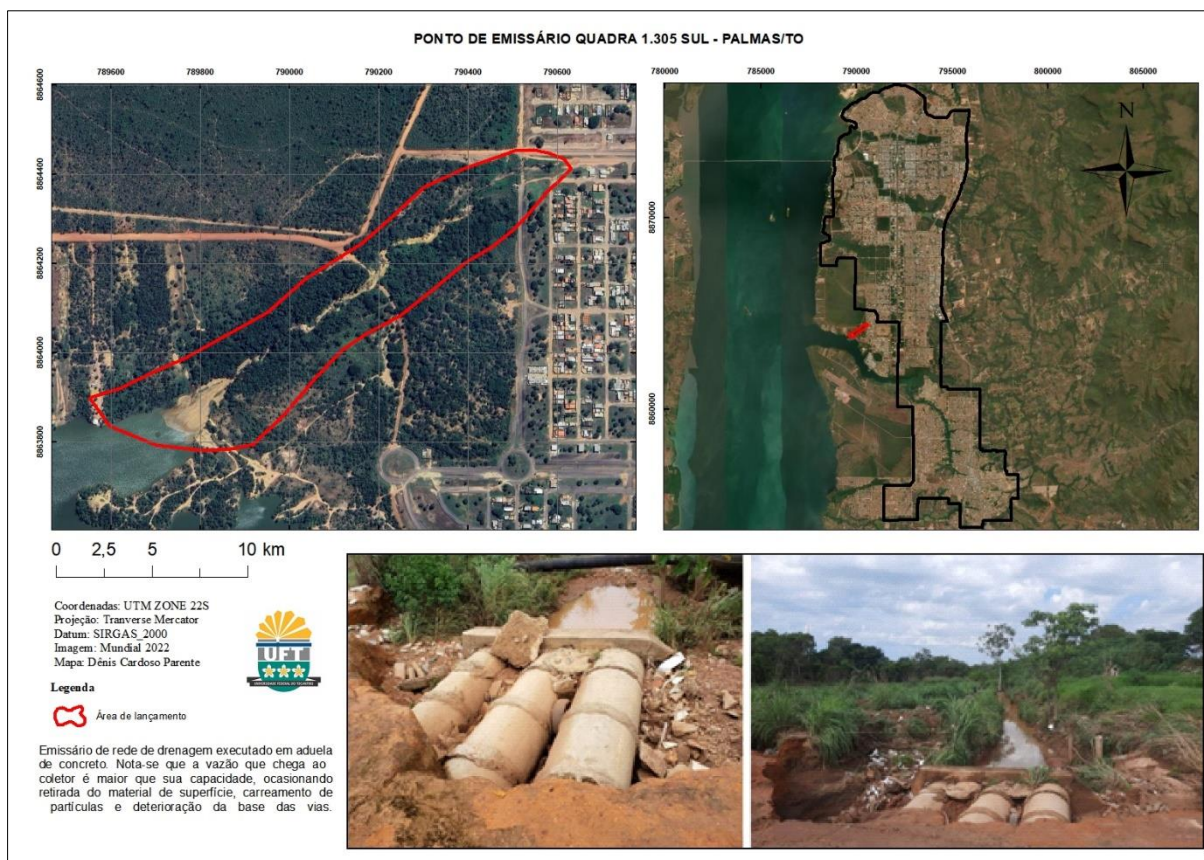 PONTO DE EMISSÁRIO QUADRA 1.305 SUL - PALMAS/TO
789600 789800 790000 790200 790400 790600
8864600
8864400
8864200
8864000
8863800
780000 785000 790000 795000 800000 805000
8870000
8860000
N
0 2,5 5 10 km
Coordenadas: UTM ZONE 22S
Projeção: Tranverse Mercator
Datum: SIRGAS_2000
Imagem: Mundial 2022
Mapa: Dênis Cardoso Parente
UFT
Legenda
Área de lançamento
Emissário de rede de drenagem executado em aduela
de concreto. Nota-se que a vazão que chega ao
coletor é maior que sua capacidade, ocasionando
retirada do material de superfície, carreamento de
partículas e deterioração da base das vias.